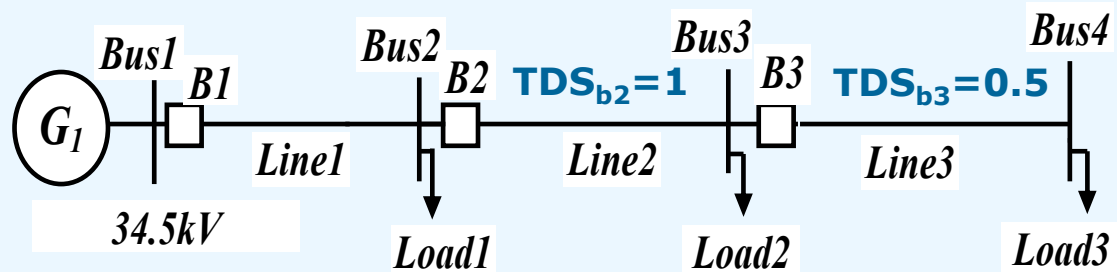 Bus1
B1
Bus2
B2
TDSb2=1
Bus3
B3
TDSb3=0.5
Bus4
G1
Line1
Line2
Line3
34.5kV
Load1
Load2
Load3